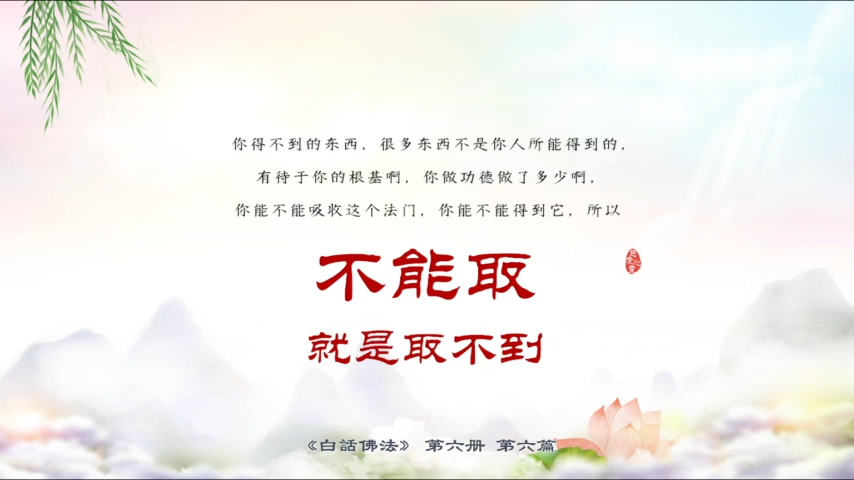 你得不到的东西，很多东西不是你人所能得到的，
有待于你的根基啊，你做功德做了多少啊，
你能不能吸收这个法门，你能不能得到它，所以
不能取
就是取不到
《白話佛法》 第六册 第六篇